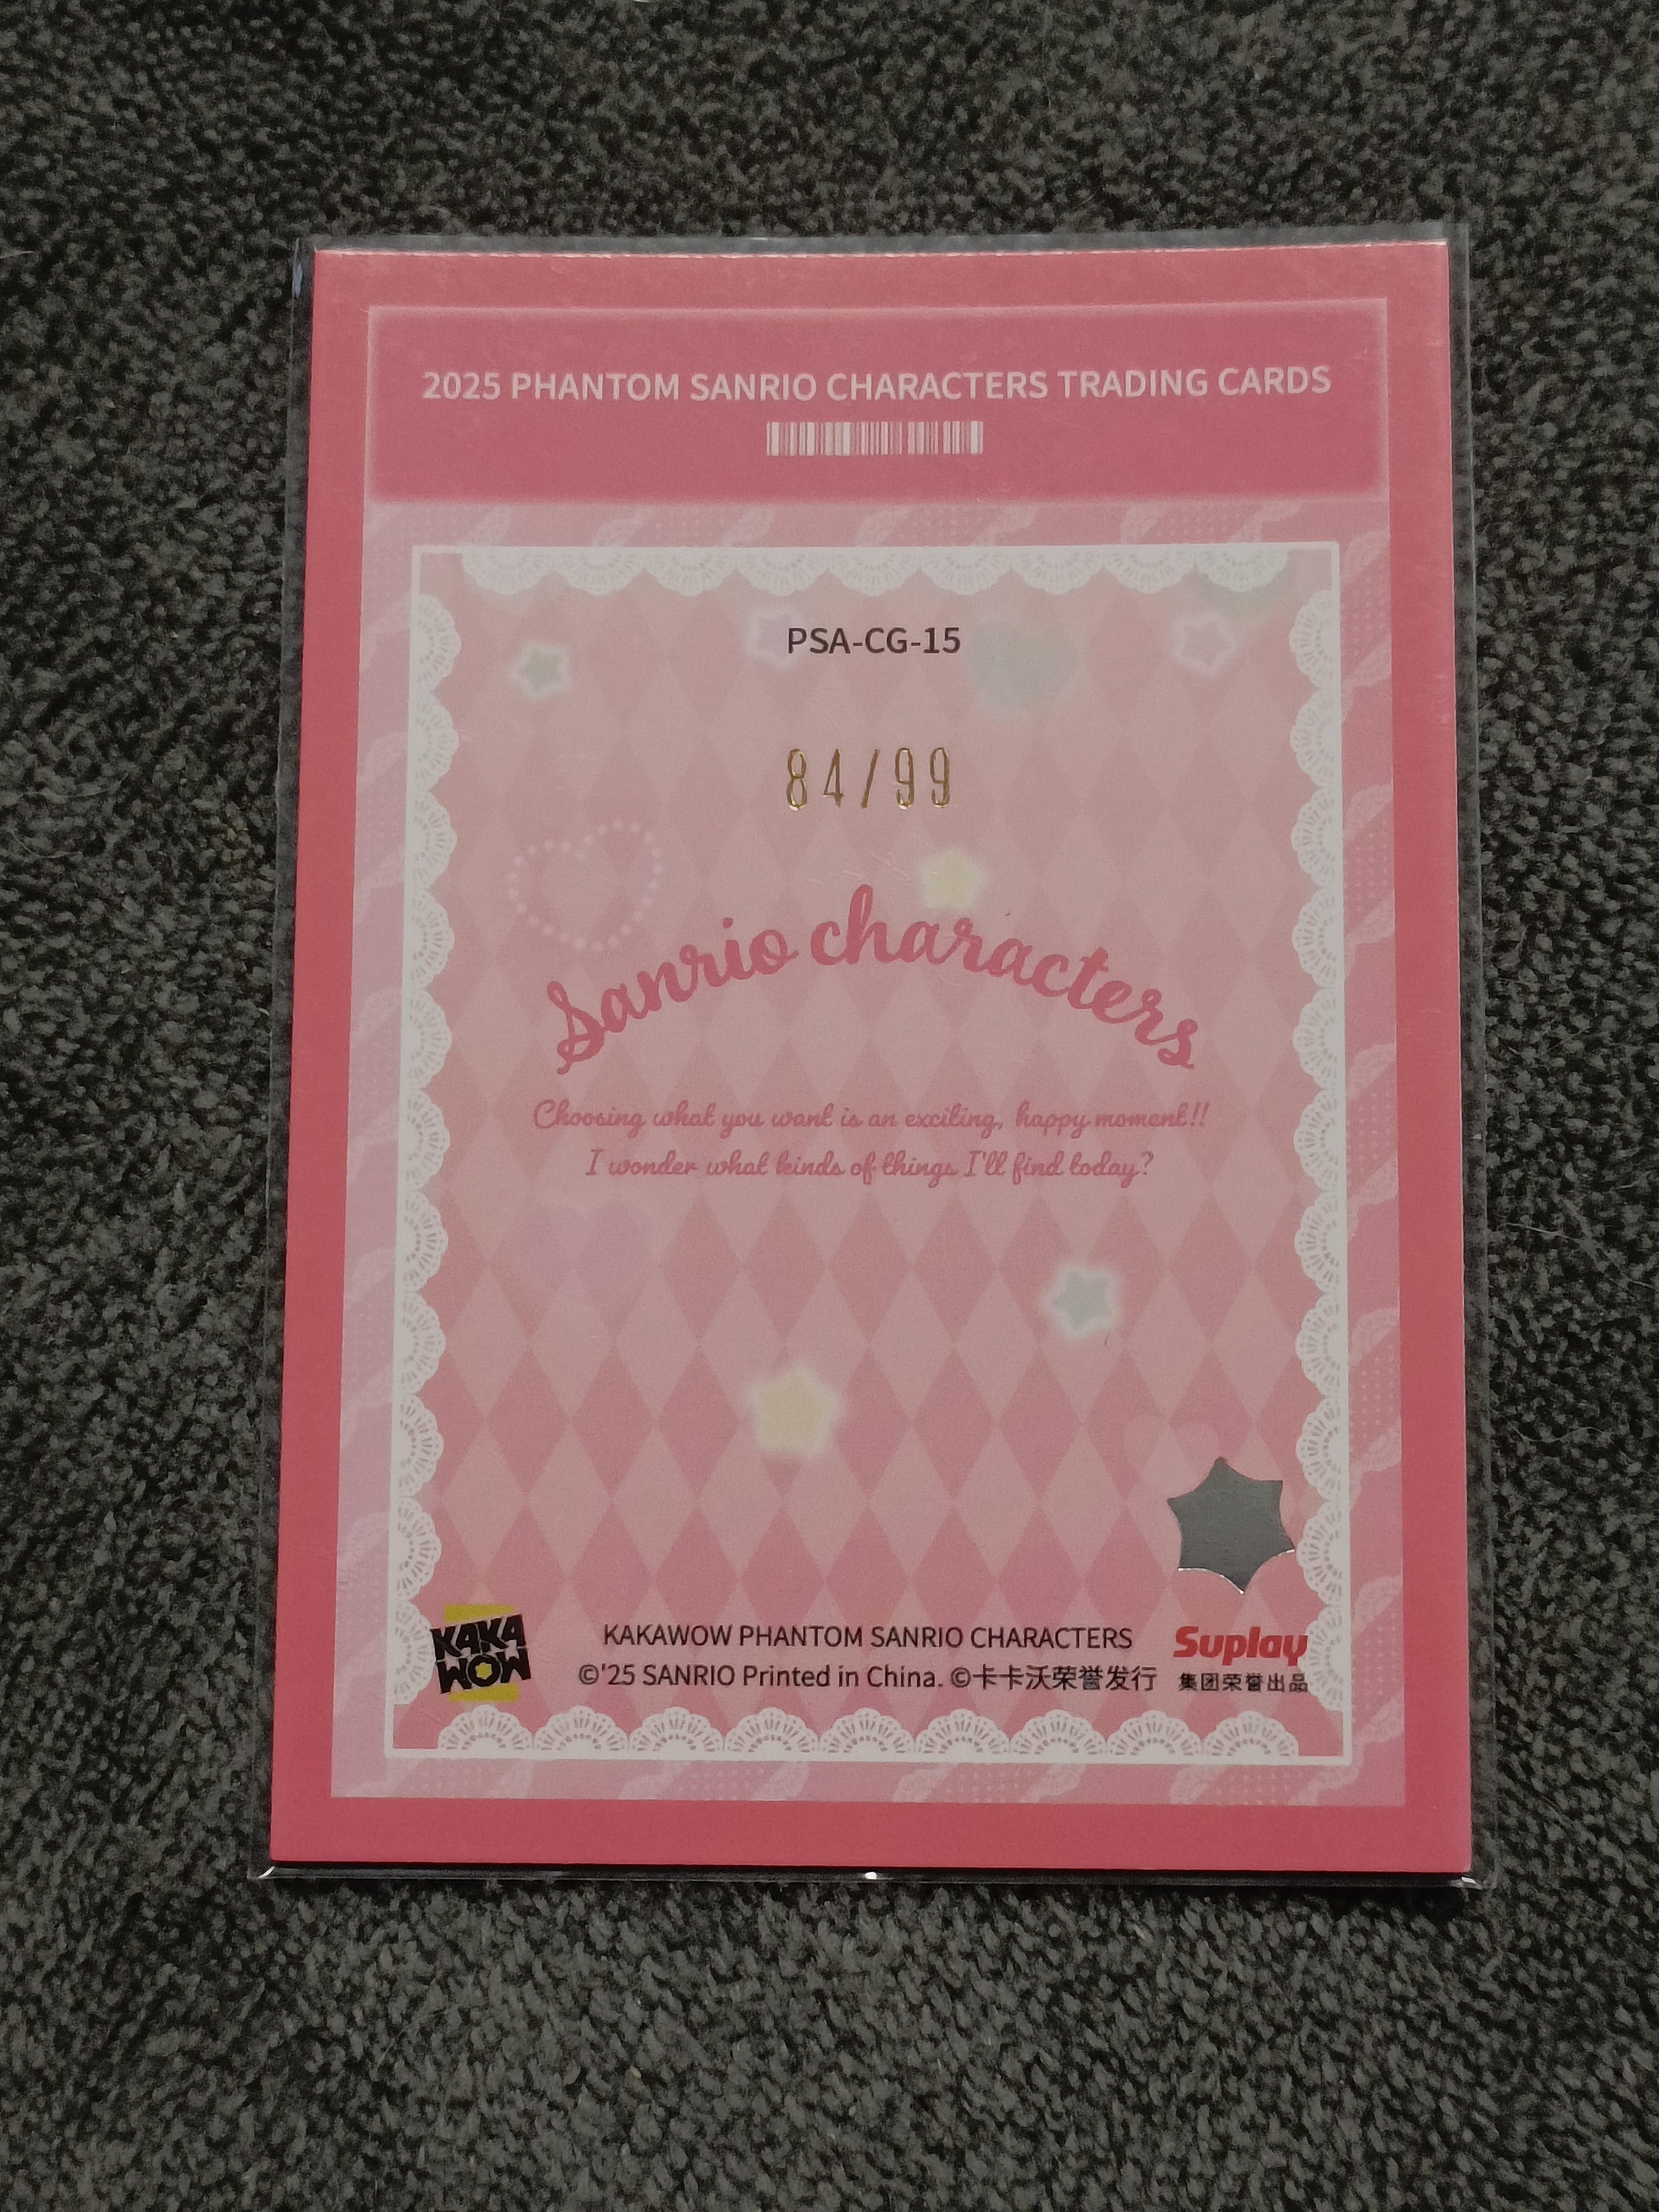 2025 PHANTOM SANRIO CHARACTERS TRADING CARDS
PSA-CG-15
84/99
Sanrio characters
Choosing what you want is an exciting, happy moment!!
I wonder what kinds of things I'll find today?
KAKA
WOW
KAKAWOW PHANTOM SANRIO CHARACTERS
©'25 SANRIO Printed in China. ©卡卡沃荣誉发行
Suplay
集团荣誉出品